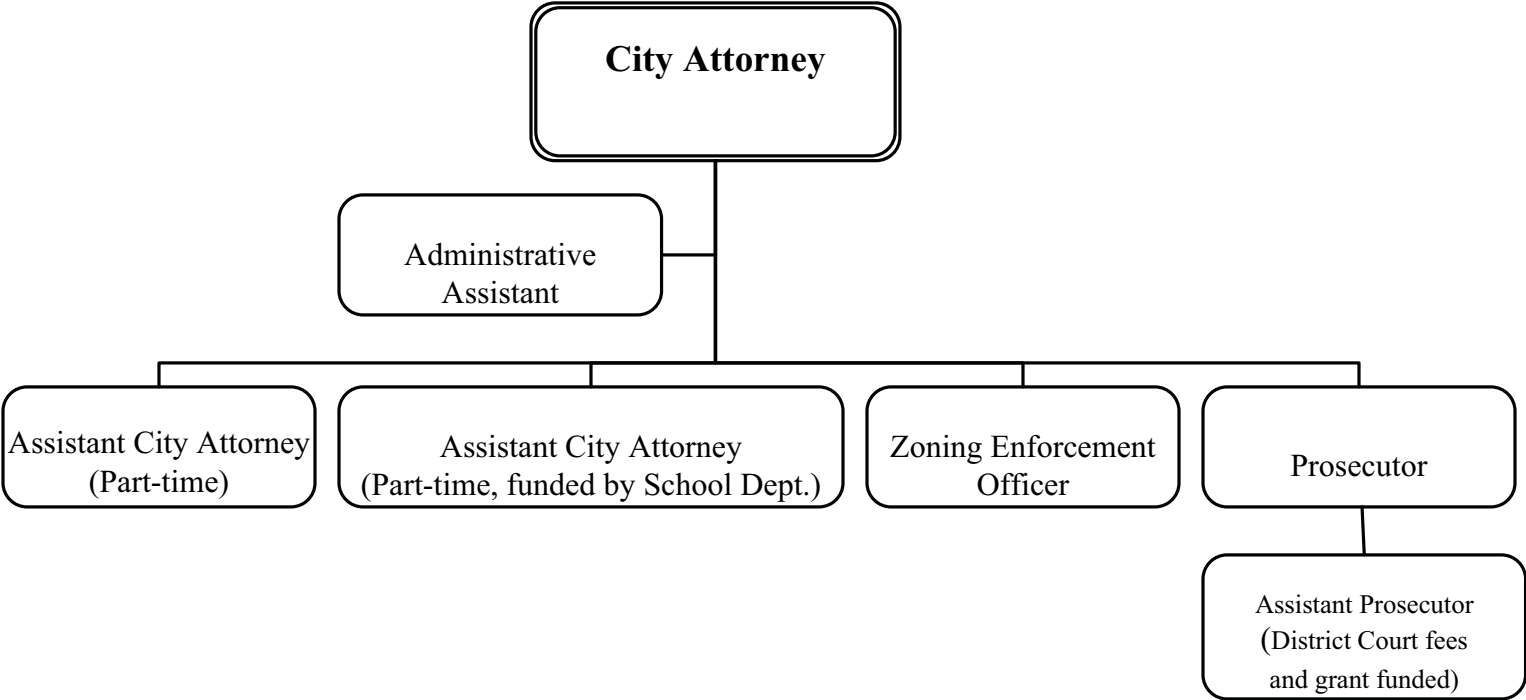 City Attorney
Administrative
Assistant
Assistant City Attorney
(Part-time)
Assistant City Attorney
(Part-time, funded by School Dept.)
Zoning Enforcement
Officer
Prosecutor
Assistant Prosecutor
(District Court fees
and grant funded)